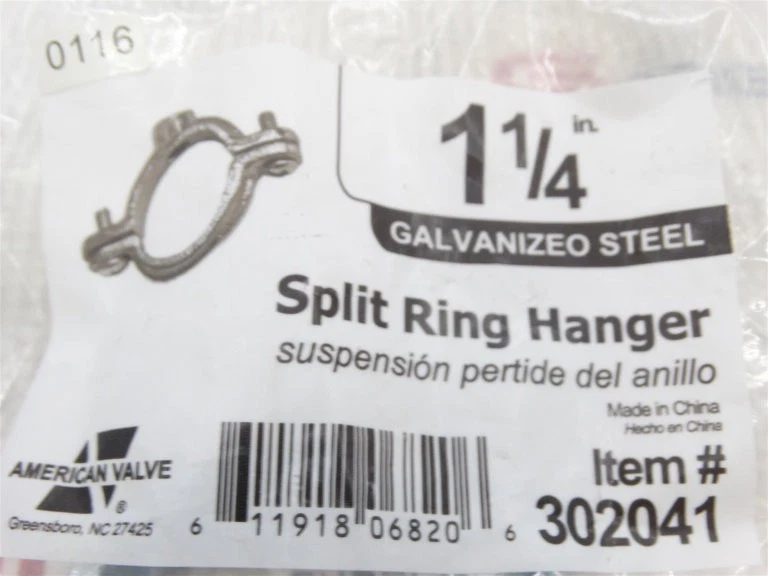 0116
1 1/4 in.
GALVANIZEO STEEL
Split Ring Hanger
suspensión pertide del anillo
Made in China
Hecho en China
Item #
302041
AMERICAN VALVE
®
Greensboro, NC 27425
6 11918 06820 6